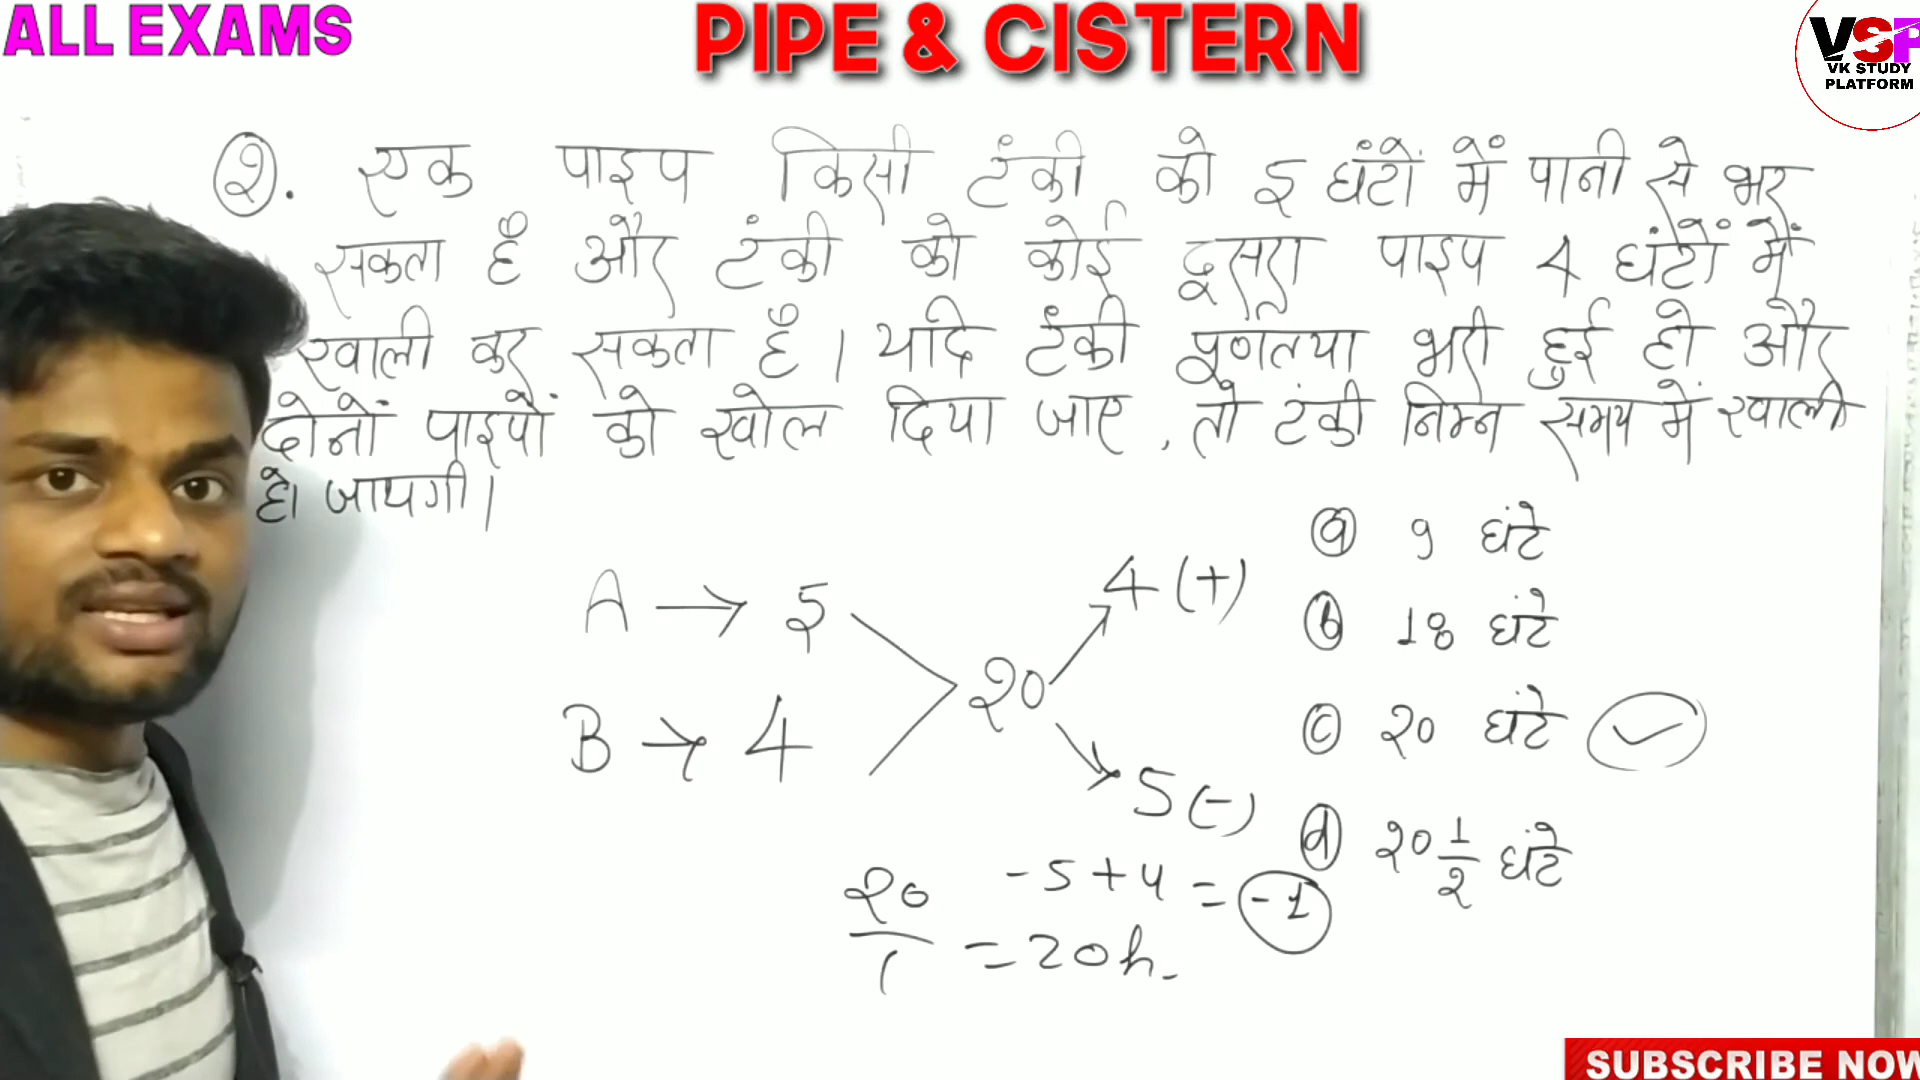 ALL EXAMS
PIPE & CISTERN
VSP
VK STUDY
PLATFORM
2. एक पाइप किसी टंकी को 5 घंटों में पानी से भर
सकता है और टंकी को कोई दूसरा पाइप 4 घंटों में
खाली कर सकता है। यदि टंकी पूर्णतया भरी हुई हो और
दोनों पाइपों को खोल दिया जाए, तो टंकी निम्न समय में खाली
हो जायगी।
A → 5
B → 4
20
4 (+)
5 (-)
-5+4 = -1
20/1 = 20h.
(a) 9 घंटे
(b) 18 घंटे
(c) 20 घंटे ✓
(d) 20 1/2 घंटे
SUBSCRIBE NOW